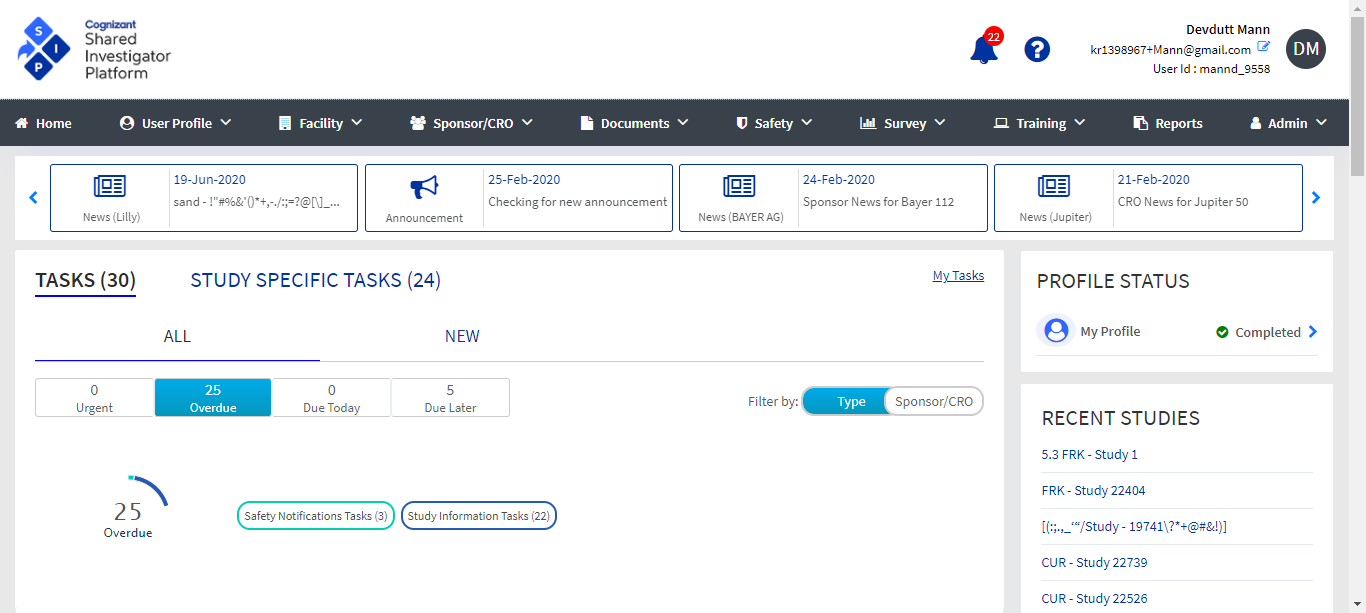 S
I
P
Cognizant
Shared
Investigator
Platform
22
?
Devdutt Mann
kr1398967+Mann@gmail.com
User Id : mannd_9558
DM
Home
User Profile
Facility
Sponsor/CRO
Documents
Safety
Survey
Training
Reports
Admin
News (Lilly)
19-Jun-2020
sand - !"#%&'()*+,-./:;=?@[\]_...
Announcement
25-Feb-2020
Checking for new announcement
News (BAYER AG)
24-Feb-2020
Sponsor News for Bayer 112
News (Jupiter)
21-Feb-2020
CRO News for Jupiter 50
TASKS (30)
STUDY SPECIFIC TASKS (24)
My Tasks
ALL
NEW
0
Urgent
25
Overdue
0
Due Today
5
Due Later
Filter by:
Type
Sponsor/CRO
25
Overdue
Safety Notifications Tasks (3)
Study Information Tasks (22)
PROFILE STATUS
My Profile
Completed
RECENT STUDIES
5.3 FRK - Study 1
FRK - Study 22404
[(:;.,_‘“/Study - 19741\?*+@#&!)]
CUR - Study 22739
CUR - Study 22526